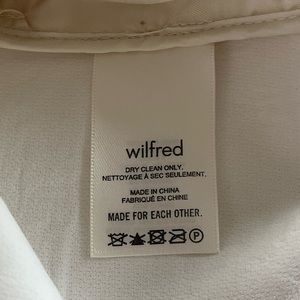 wilfred
DRY CLEAN ONLY.
NETTOYAGE À SEC SEULEMENT.
MADE IN CHINA
FABRIQUÉ EN CHINE
MADE FOR EACH OTHER.
P